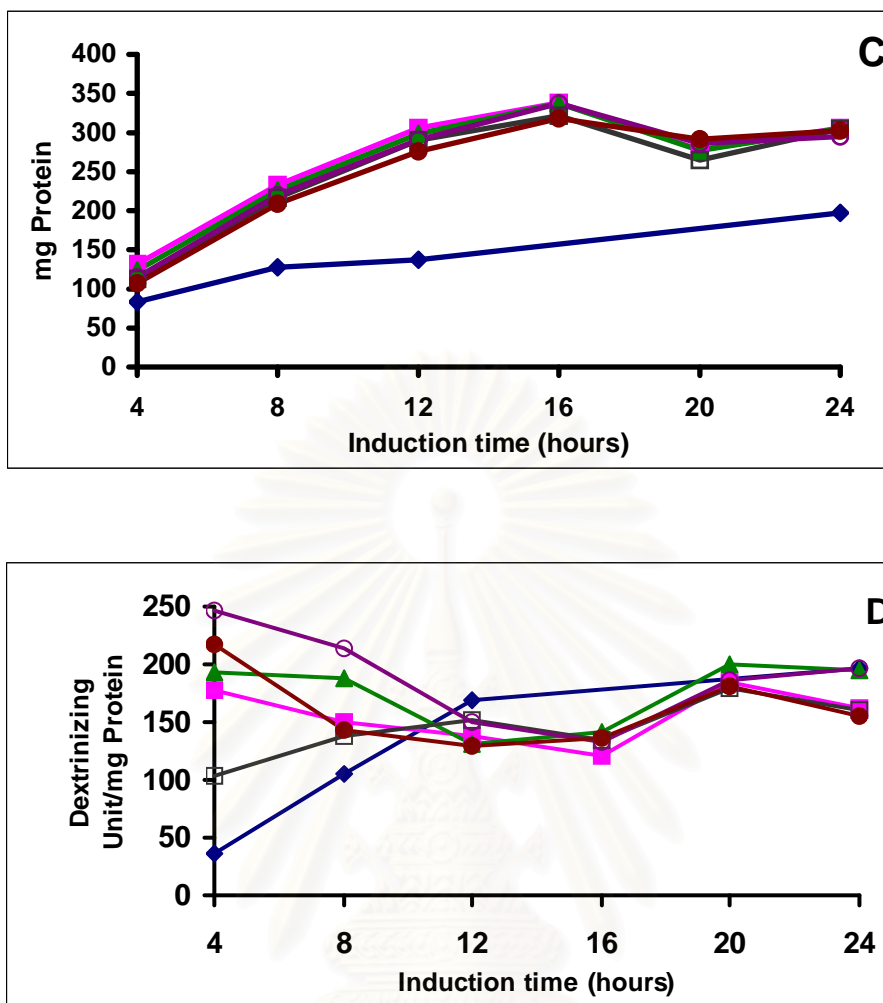 C
400
350
300
250
200
150
100
50
0
mg Protein
4 8 12 16 20 24
Induction time (hours)
D
250
200
150
100
50
0
Dextrinizing
Unit/mg Protein
4 8 12 16 20 24
Induction time (hours)